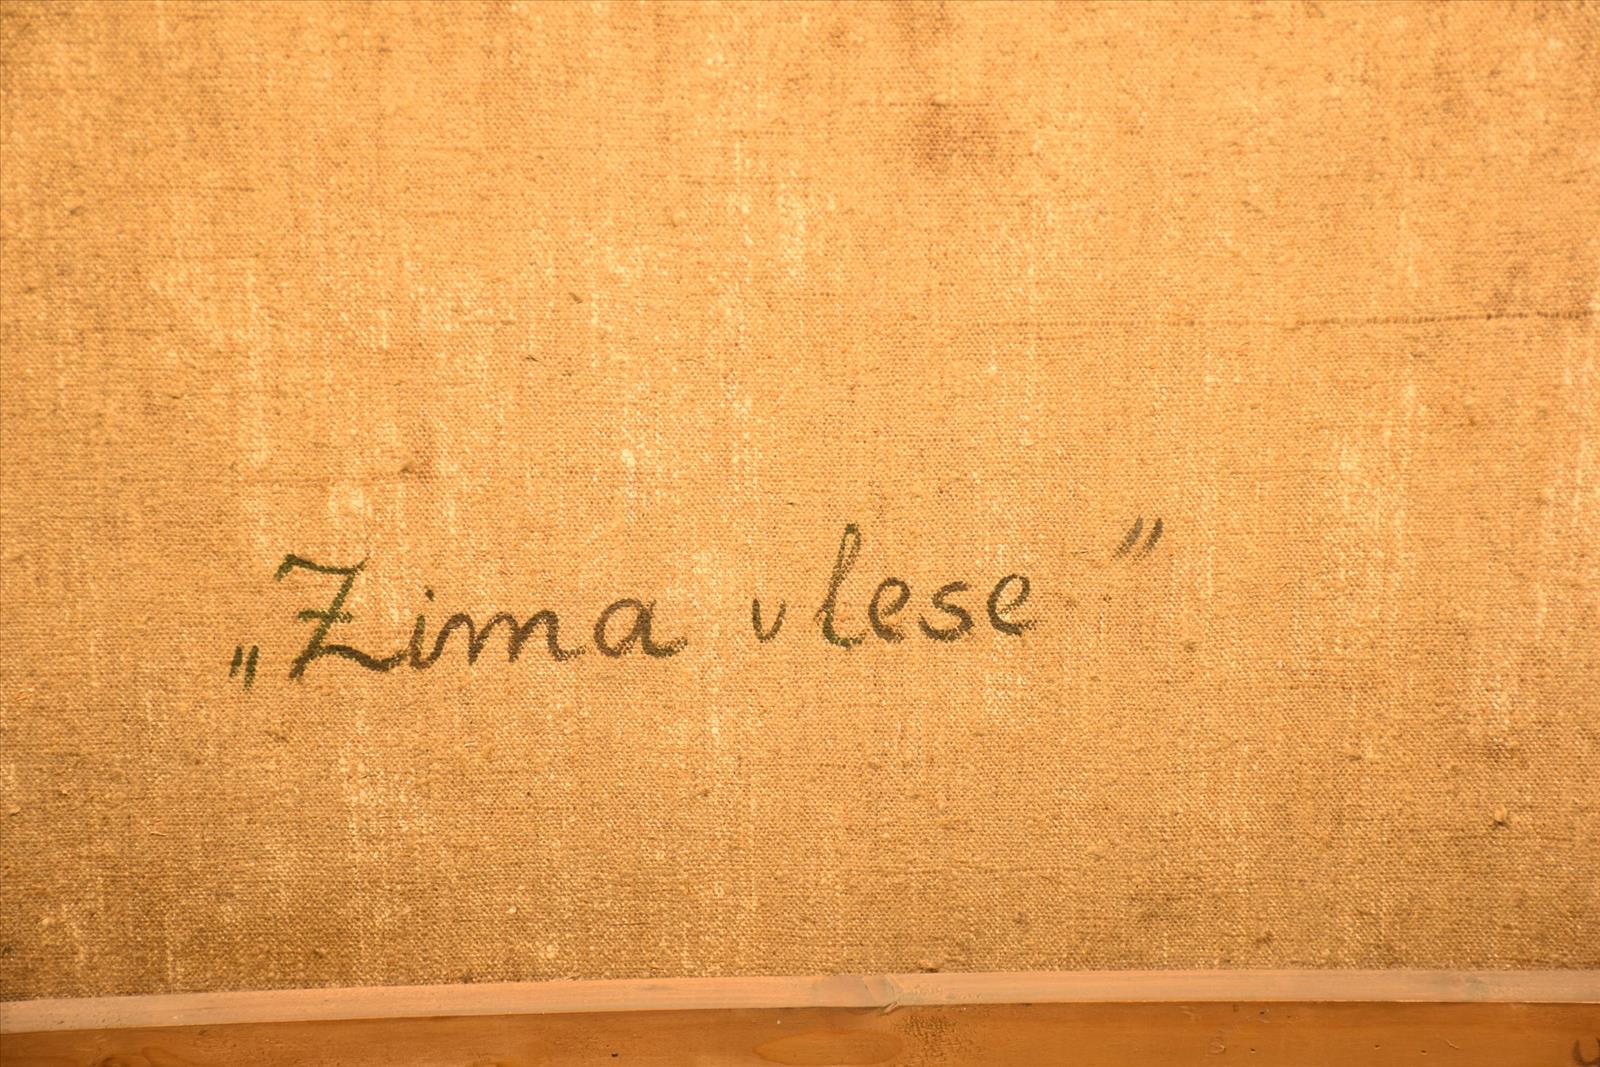 „Zima v lese”